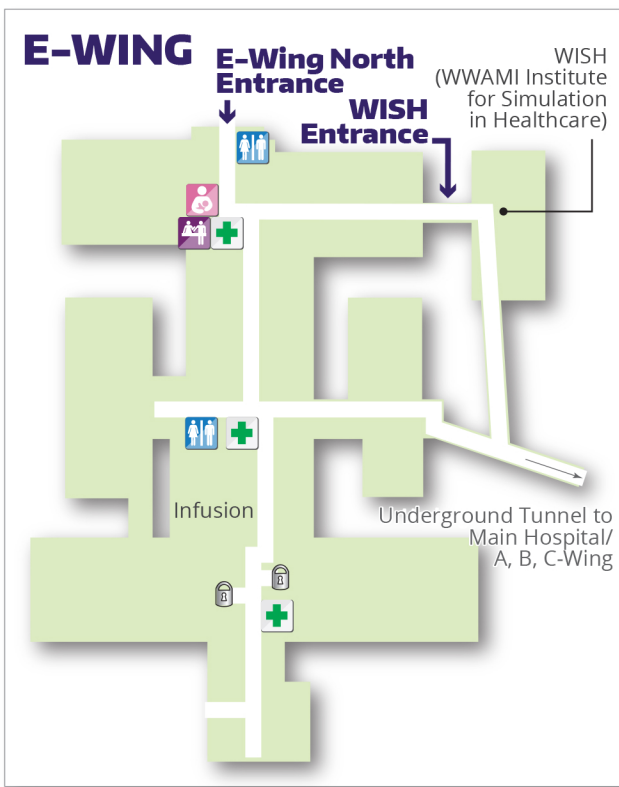 E-WING
E-Wing North
Entrance
WISH
Entrance
WISH
(WWAMI Institute
for Simulation
in Healthcare)
Infusion
Underground Tunnel to
Main Hospital/
A, B, C-Wing